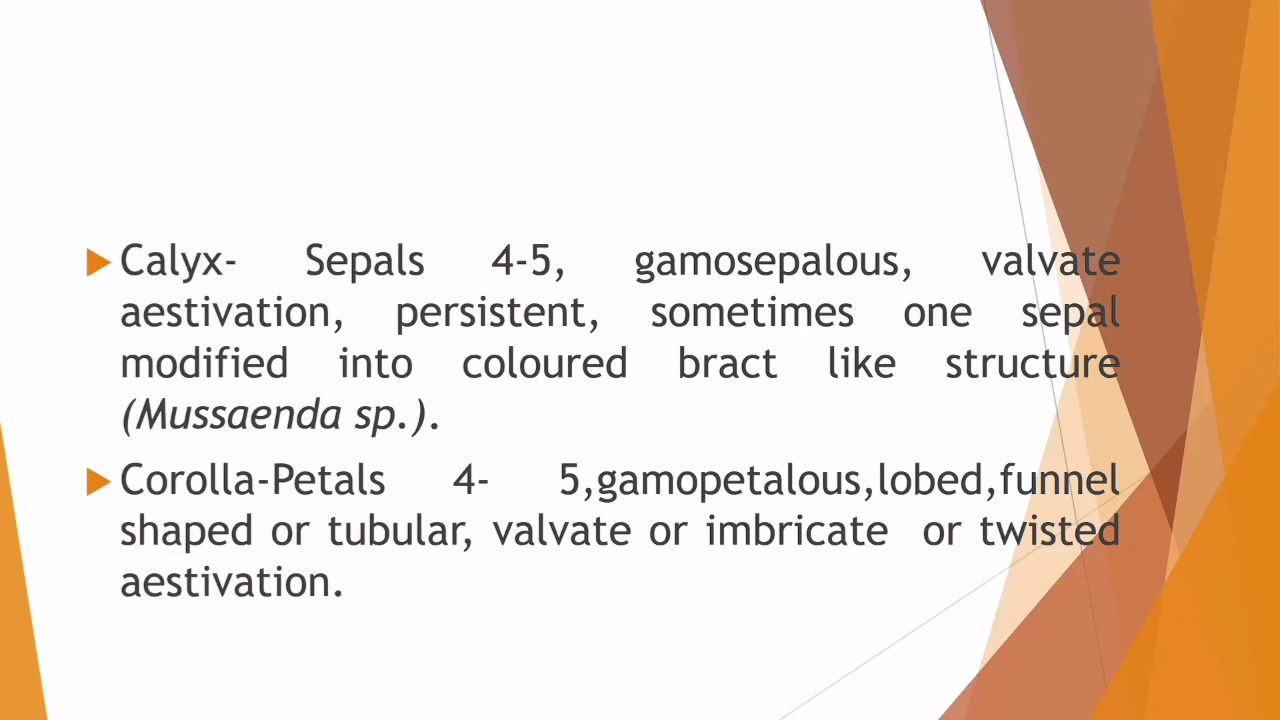 Calyx- Sepals 4-5, gamosepalous, valvate
aestivation, persistent, sometimes one sepal
modified into coloured bract like structure
(Mussaenda sp.).
Corolla-Petals 4- 5,gamopetalous,lobed,funnel
shaped or tubular, valvate or imbricate or twisted
aestivation.